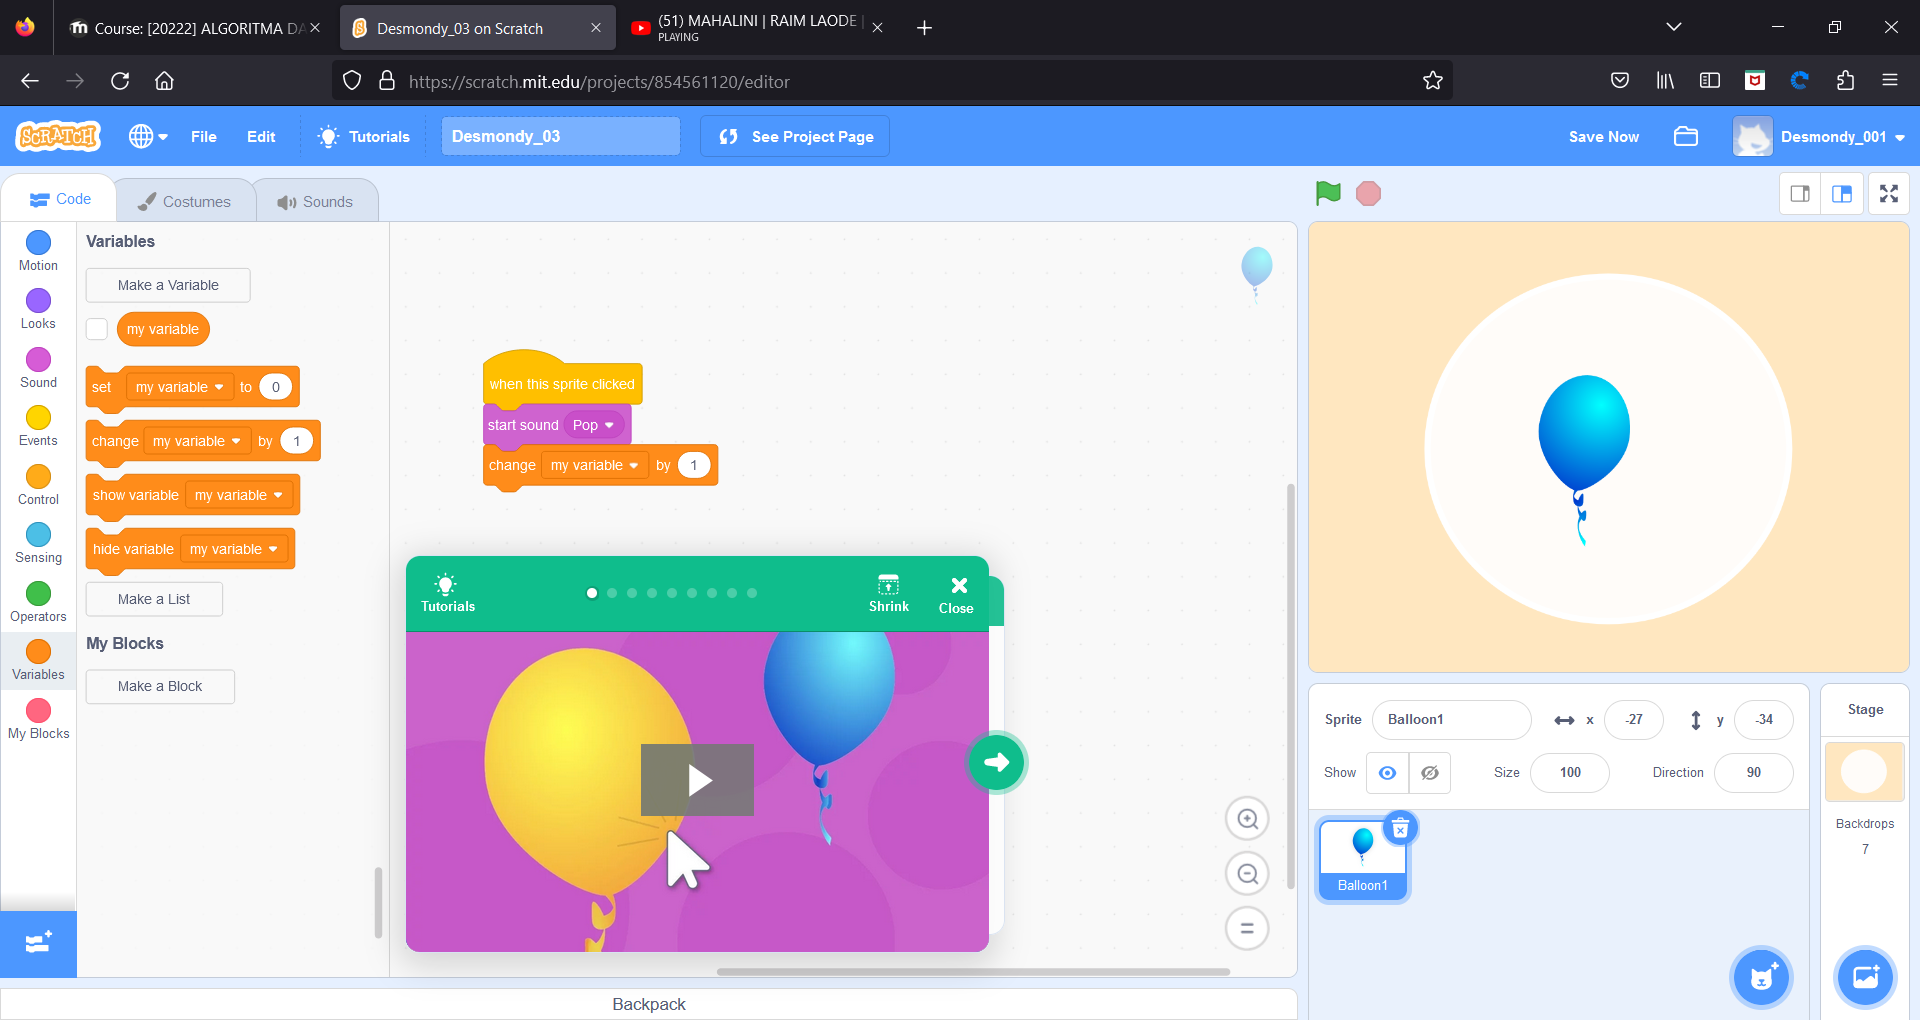 Course: [20222] ALGORITMA DA
Desmondy_03 on Scratch
(51) MAHALINI | RAIM LAODE |
PLAYING
https://scratch.mit.edu/projects/854561120/editor
SCRATCH
File
Edit
Tutorials
Desmondy_03
See Project Page
Save Now
Desmondy_001
Code
Costumes
Sounds
Motion
Looks
Sound
Events
Control
Sensing
Operators
Variables
My Blocks
Variables
Make a Variable
my variable
set my variable to 0
change my variable by 1
show variable my variable
hide variable my variable
Make a List
My Blocks
Make a Block
when this sprite clicked
start sound Pop
change my variable by 1
Tutorials
Shrink
Close
Sprite Balloon1 x -27 y -34
Show Size 100 Direction 90
Balloon1
Stage
Backdrops
7
Backpack